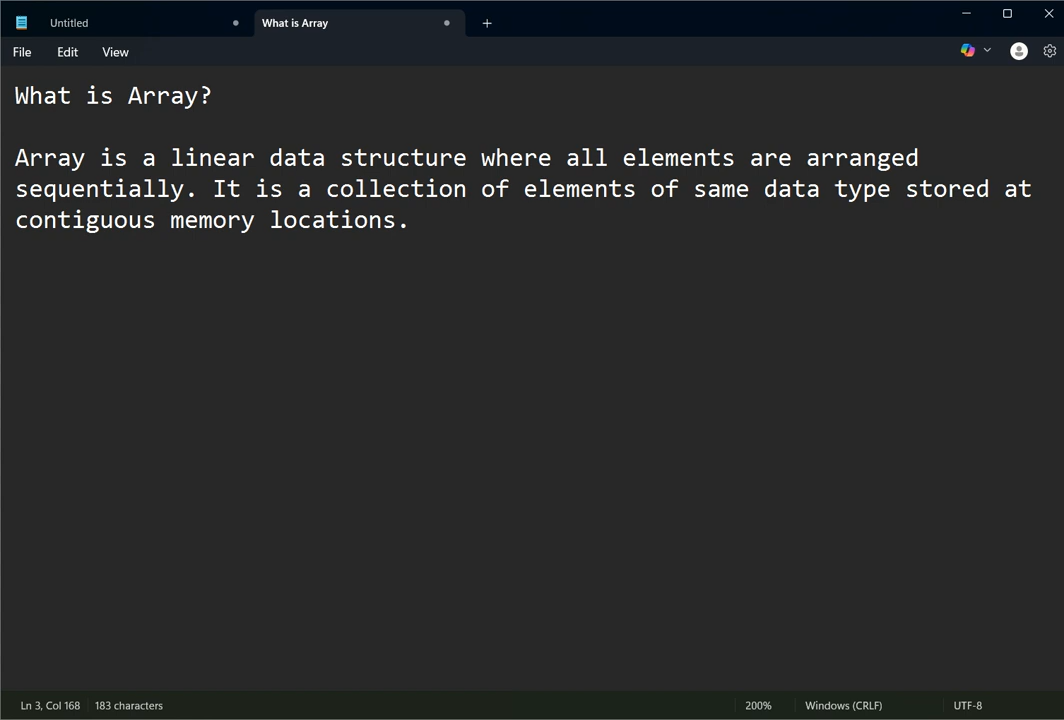 Untitled
What is Array
File Edit View
What is Array?
Array is a linear data structure where all elements are arranged
sequentially. It is a collection of elements of same data type stored at
contiguous memory locations.
Ln 3, Col 168 183 characters 200% Windows (CRLF) UTF-8